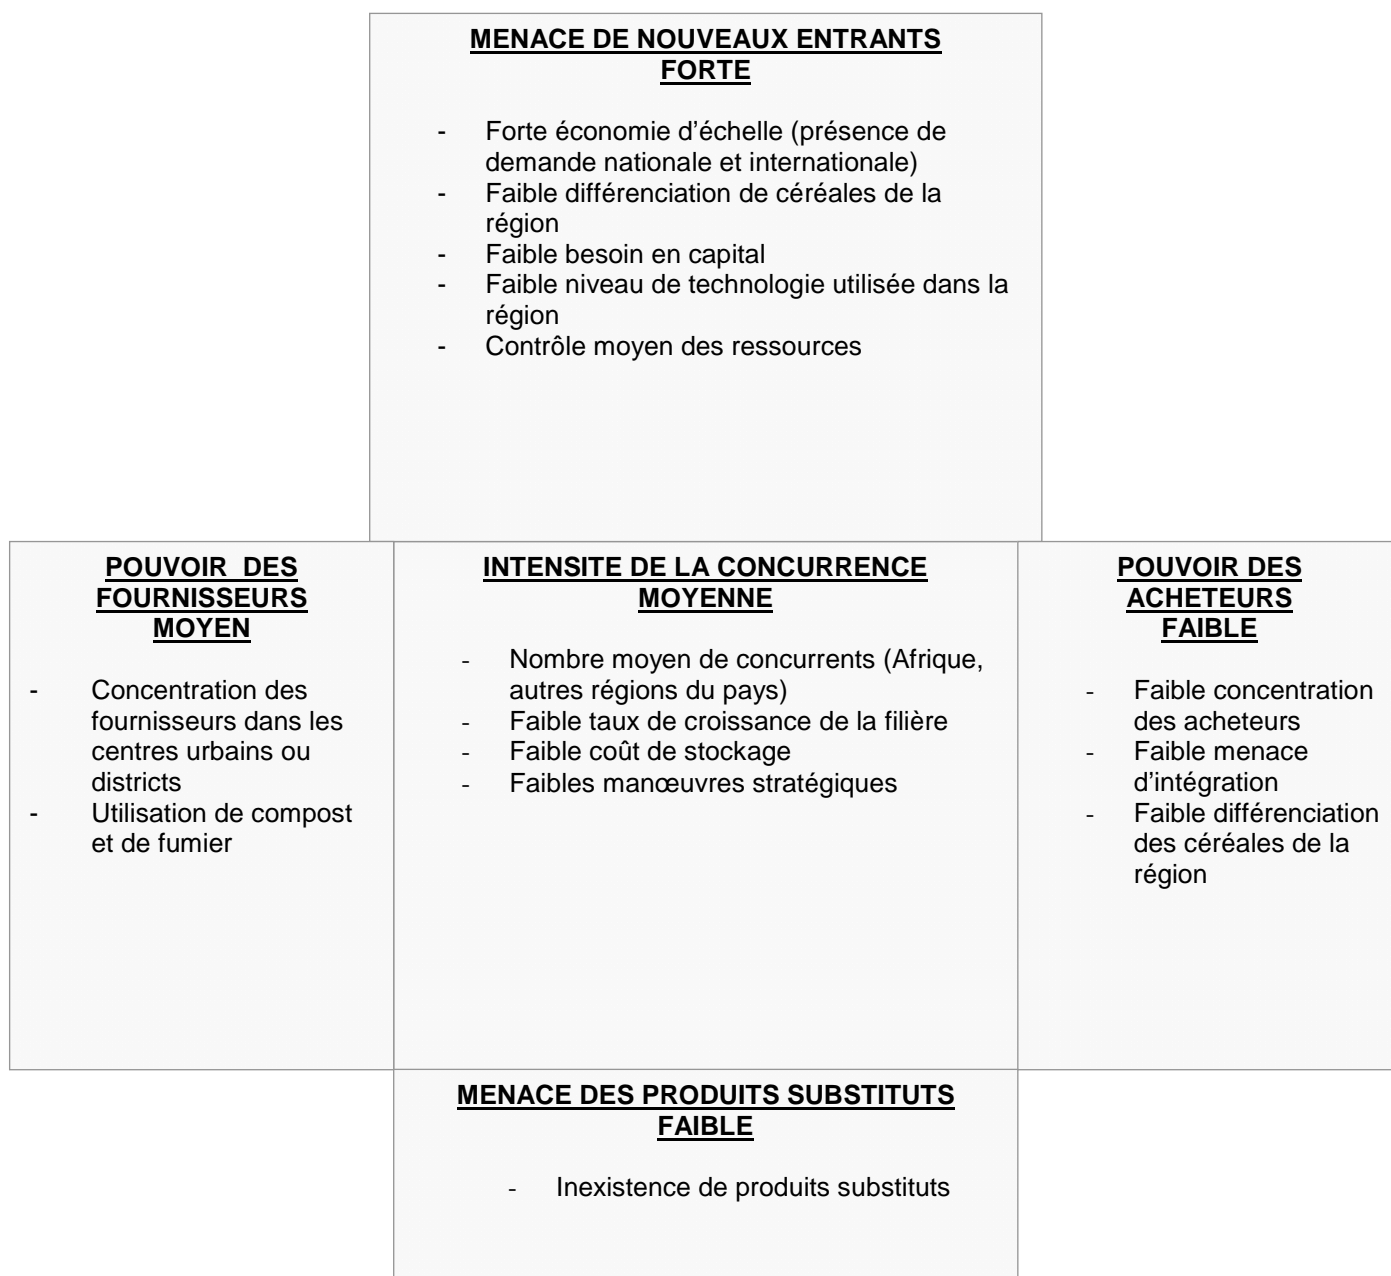 MENACE DE NOUVEAUX ENTRANTS
FORTE
- Forte économie d’échelle (présence de
demande nationale et internationale)
- Faible différenciation de céréales de la
région
- Faible besoin en capital
- Faible niveau de technologie utilisée dans la
région
- Contrôle moyen des ressources
POUVOIR DES
FOURNISSEURS
MOYEN
- Concentration des
fournisseurs dans les
centres urbains ou
districts
- Utilisation de compost
et de fumier
INTENSITE DE LA CONCURRENCE
MOYENNE
- Nombre moyen de concurrents (Afrique,
autres régions du pays)
- Faible taux de croissance de la filière
- Faible coût de stockage
- Faibles manœuvres stratégiques
POUVOIR DES
ACHETEURS
FAIBLE
- Faible concentration
des acheteurs
- Faible menace
d’intégration
- Faible différenciation
des céréales de la
région
MENACE DES PRODUITS SUBSTITUTS
FAIBLE
- Inexistence de produits substituts